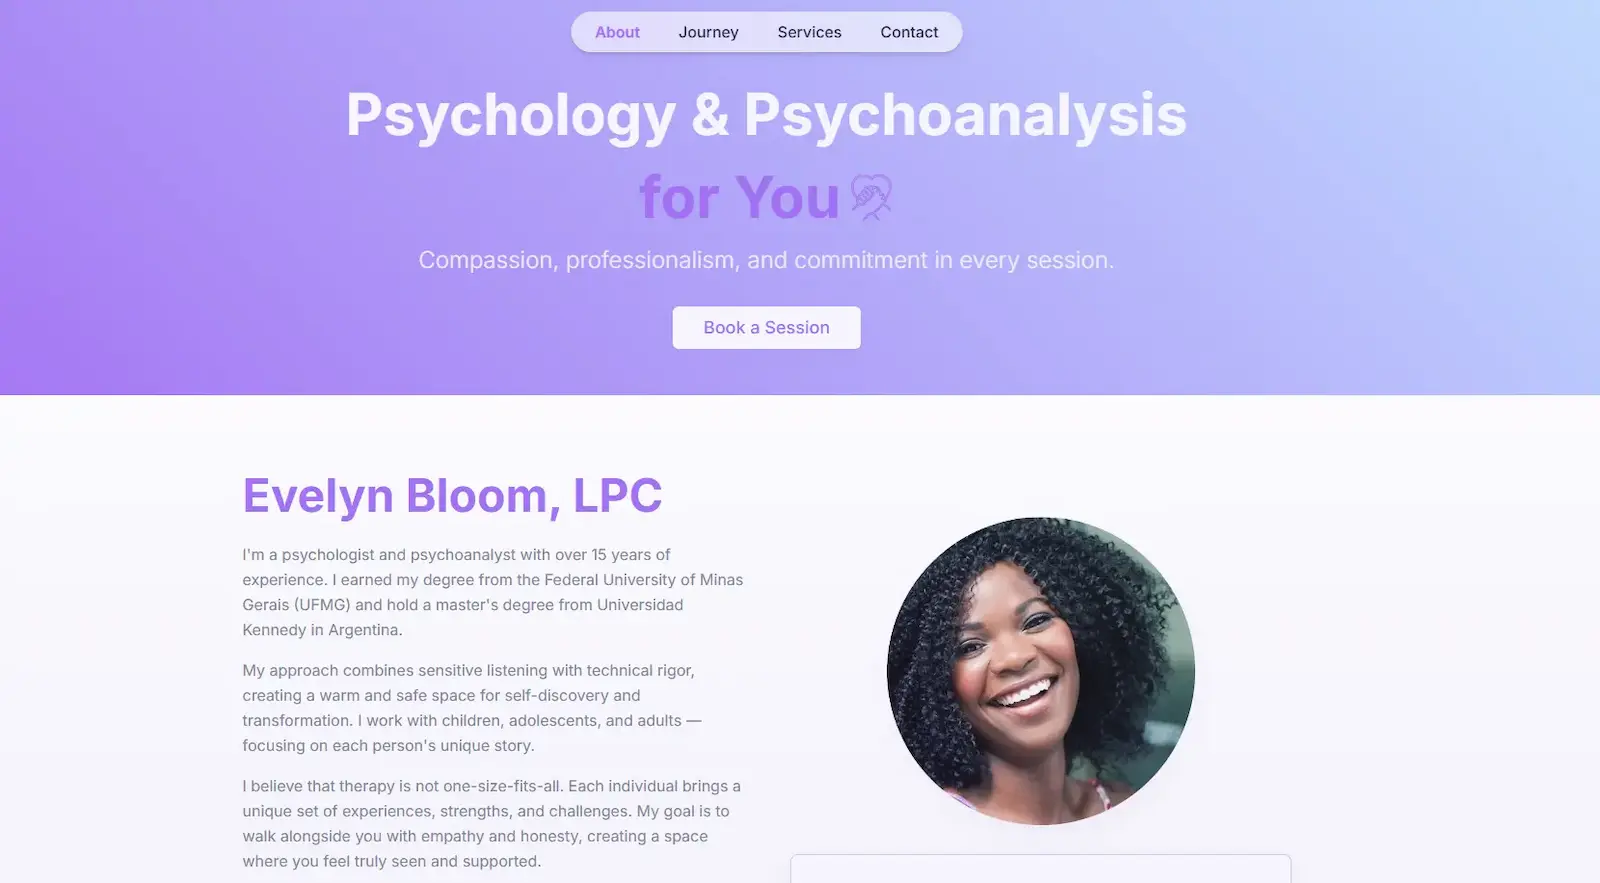 About Journey Services Contact
Psychology & Psychoanalysis
for You
Compassion, professionalism, and commitment in every session.
Book a Session
Evelyn Bloom, LPC
I'm a psychologist and psychoanalyst with over 15 years of
experience. I earned my degree from the Federal University of Minas
Gerais (UFMG) and hold a master's degree from Universidad
Kennedy in Argentina.
My approach combines sensitive listening with technical rigor,
creating a warm and safe space for self-discovery and
transformation. I work with children, adolescents, and adults —
focusing on each person's unique story.
I believe that therapy is not one-size-fits-all. Each individual brings a
unique set of experiences, strengths, and challenges. My goal is to
walk alongside you with empathy and honesty, creating a space
where you feel truly seen and supported.